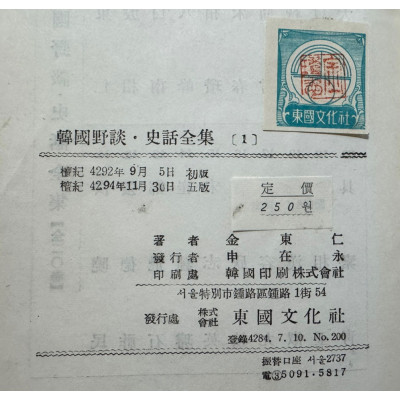 東國文化社
韓國野談・史話全集 〔1〕
檀紀 4292年 9月 5日 初版
檀紀 4294年 11月 30日 五版
定價
250원
著者 金東仁
發行者 申在永
印刷處 韓國印刷株式會社
서울特別市鍾路區鍾路 1街 54
發行處 株式會社 東國文化社
登錄4284. 7. 10. No. 200
振替口座 서울2737
電③5091.5817